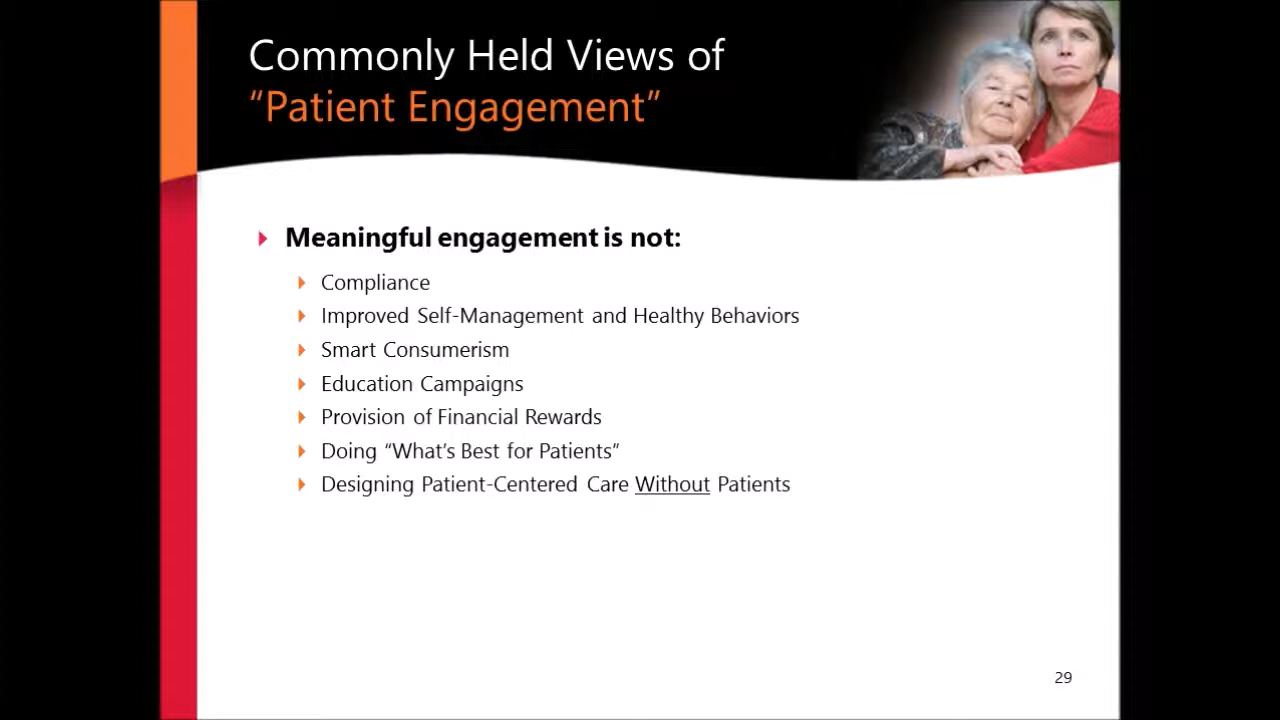 Commonly Held Views of
“Patient Engagement”
Meaningful engagement is not:
Compliance
Improved Self-Management and Healthy Behaviors
Smart Consumerism
Education Campaigns
Provision of Financial Rewards
Doing “What’s Best for Patients”
Designing Patient-Centered Care Without Patients
29